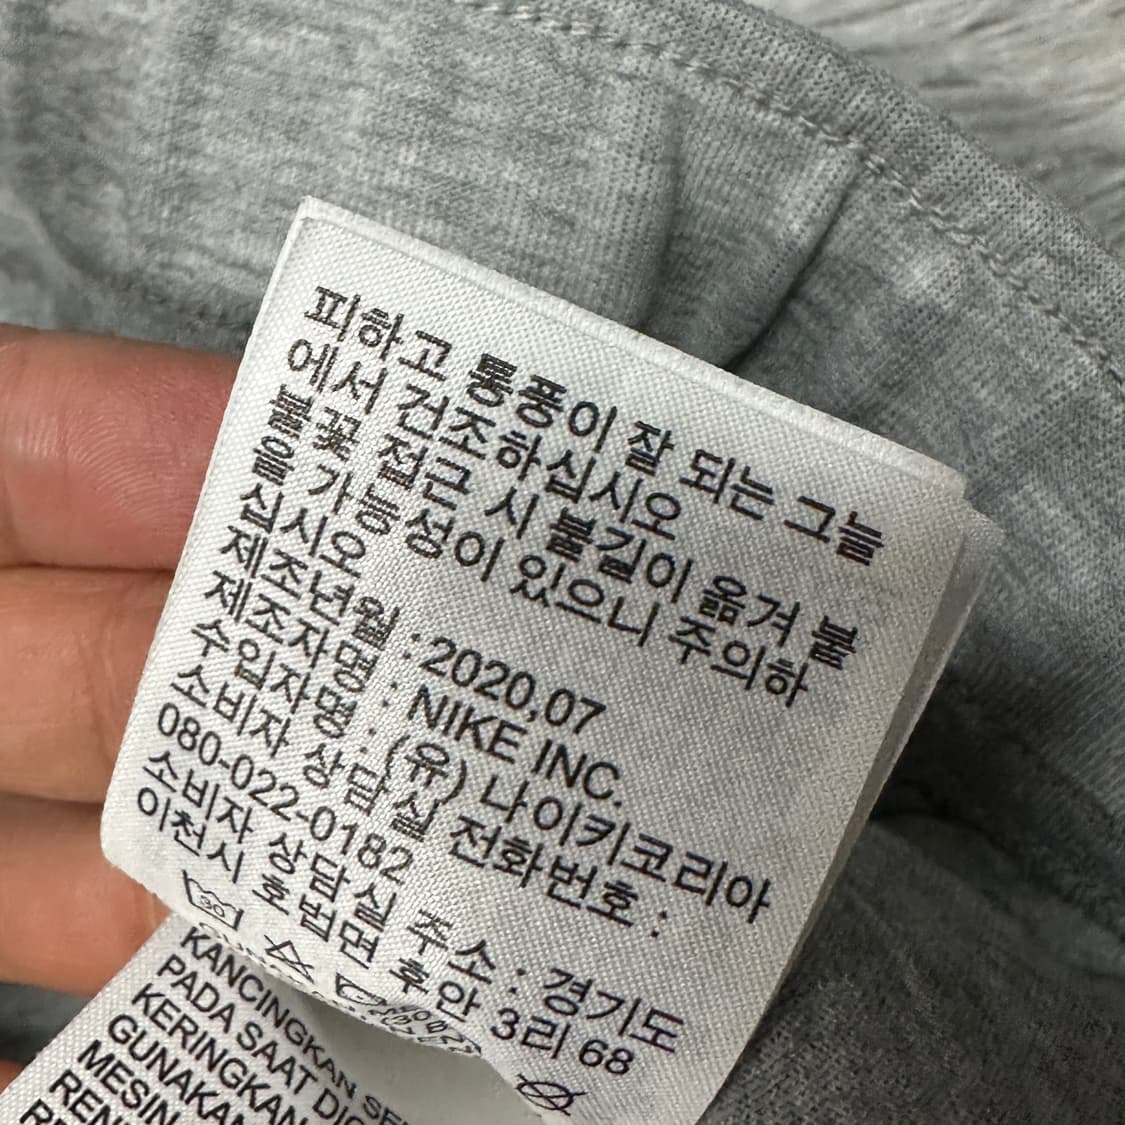 피하고 통풍이 잘 되는 그늘
에서 건조하십시오
불꽃 접근 시 불길이 옮겨 붙
을 가능성이 있으니 주의하
십시오
제조년월 : 2020,07
제조자명 : NIKE INC.
수입자명 : (유) 나이키코리아
소비자 상담실 전화번호 :
080-022-0182
소비자 상담실 주소 : 경기도
이천시 호법면 후안 3리 68
30
KANCINGKAN
PADA SAAT
KERINGKAN
GUNAKAN
MESIN